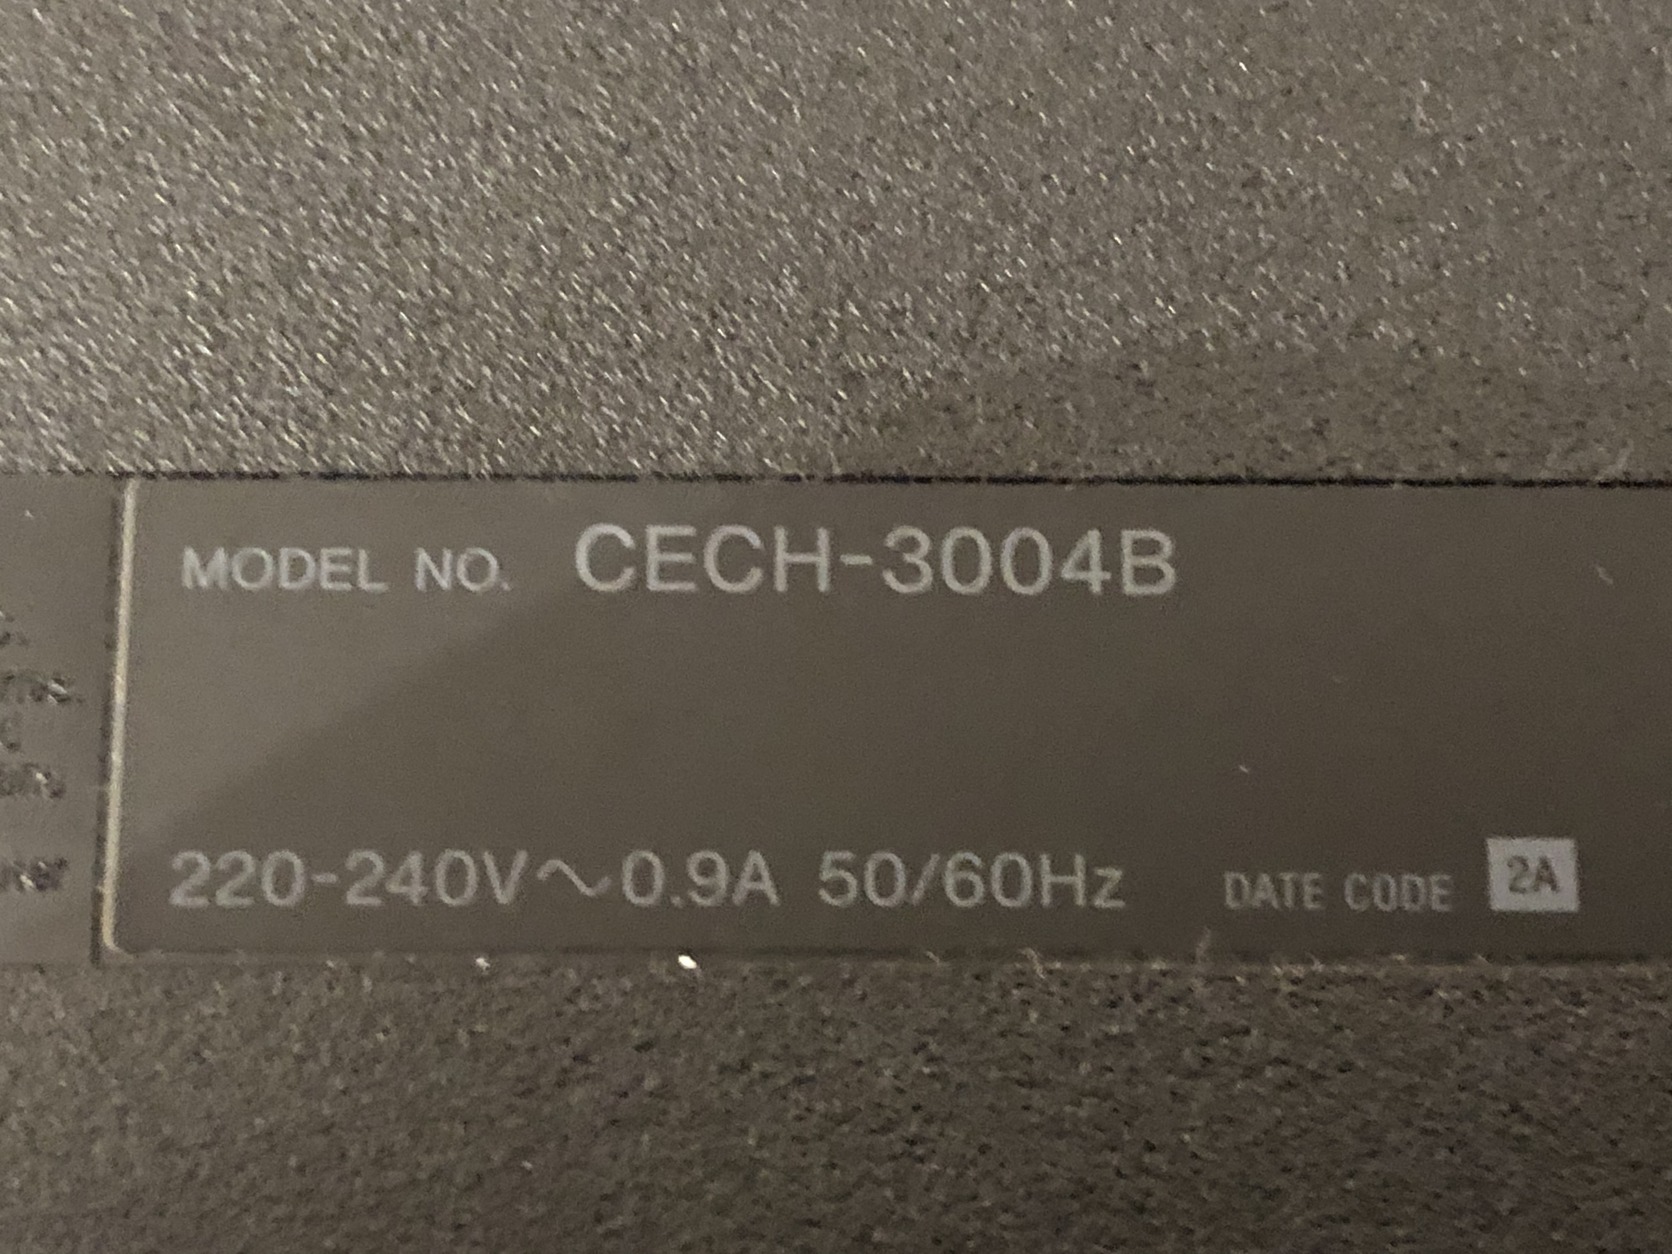 MODEL NO. CECH-3004B
220-240V～0.9A 50/60Hz DATE CODE 2A